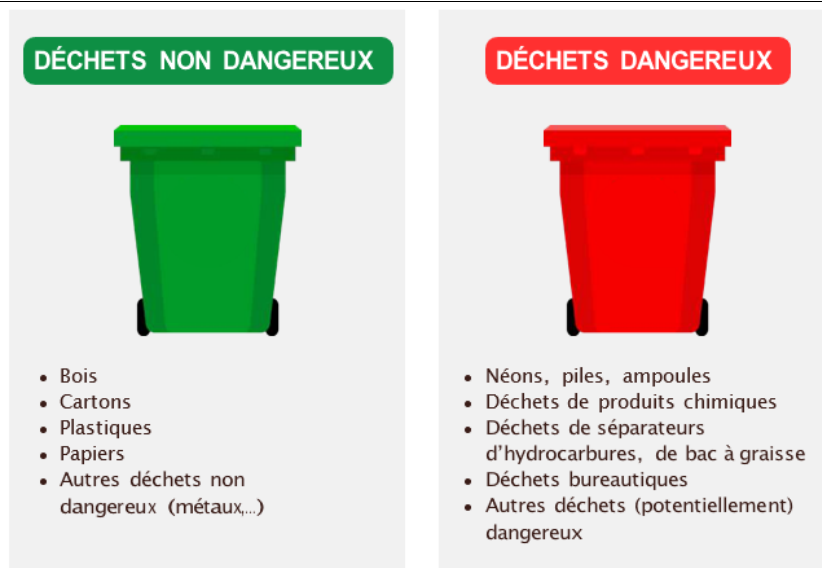 DÉCHETS NON DANGEREUX
• Bois
• Cartons
• Plastiques
• Papiers
• Autres déchets non
dangereux (métaux,...)
DÉCHETS DANGEREUX
• Néons, piles, ampoules
• Déchets de produits chimiques
• Déchets de séparateurs
d'hydrocarbures, de bac à graisse
• Déchets bureautiques
• Autres déchets (potentiellement)
dangereux